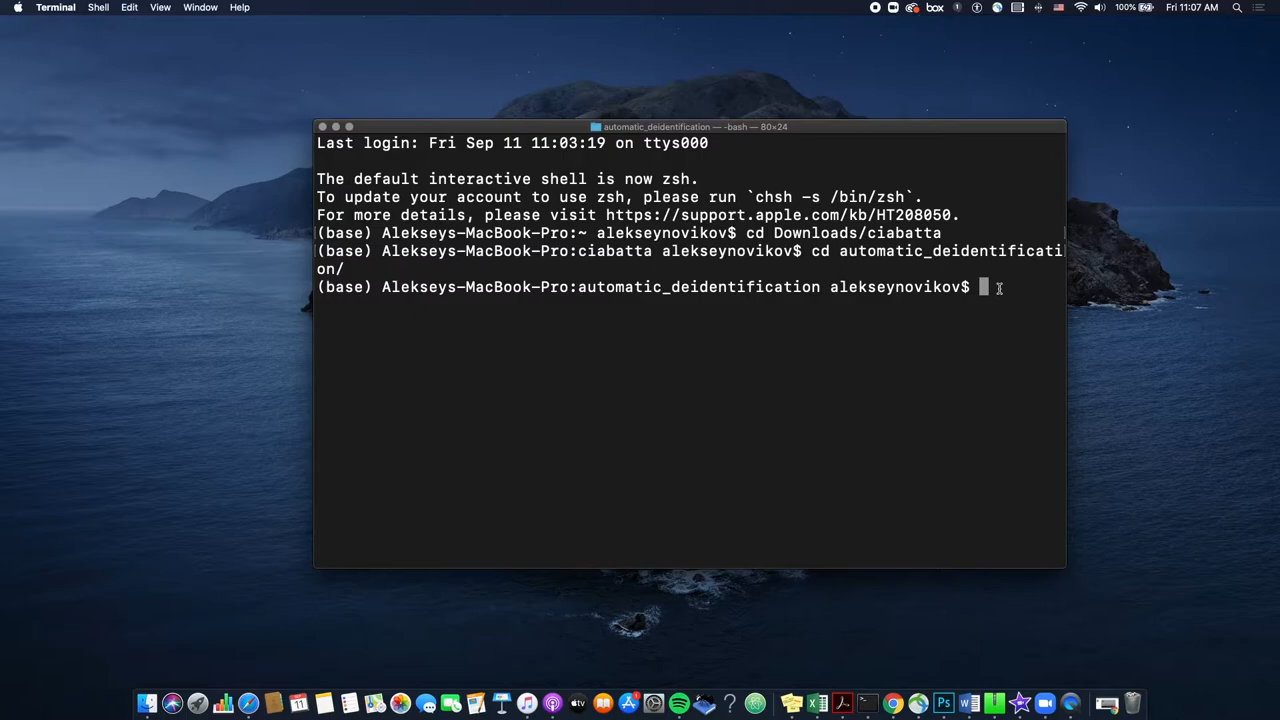 Terminal Shell Edit View Window Help box 100% Fri 11:07 AM
automatic_deidentification — -bash — 80×24
Last login: Fri Sep 11 11:03:19 on ttys000
The default interactive shell is now zsh.
To update your account to use zsh, please run `chsh -s /bin/zsh`.
For more details, please visit https://support.apple.com/kb/HT208050.
(base) Alekseys-MacBook-Pro:~ alekseynovikov$ cd Downloads/ciabatta
(base) Alekseys-MacBook-Pro:ciabatta alekseynovikov$ cd automatic_deidentificati
on/
(base) Alekseys-MacBook-Pro:automatic_deidentification alekseynovikov$